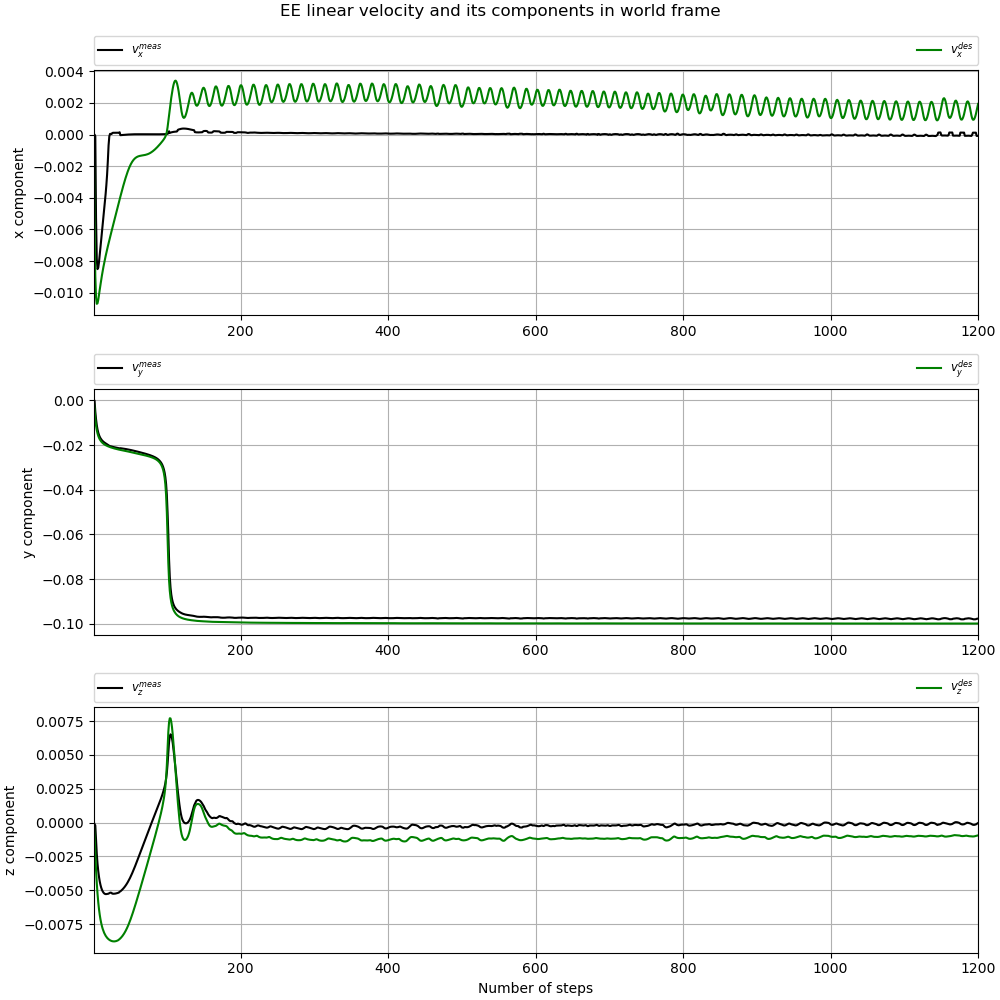 EE linear velocity and its components in world frame
v_x^meas v_x^des
0.004
0.002
0.000
−0.002
−0.004
−0.006
−0.008
−0.010
x component
200 400 600 800 1000 1200
v_y^meas v_y^des
0.00
−0.02
−0.04
−0.06
−0.08
−0.10
y component
200 400 600 800 1000 1200
v_z^meas v_z^des
0.0075
0.0050
0.0025
0.0000
−0.0025
−0.0050
−0.0075
z component
200 400 600 800 1000 1200
Number of steps